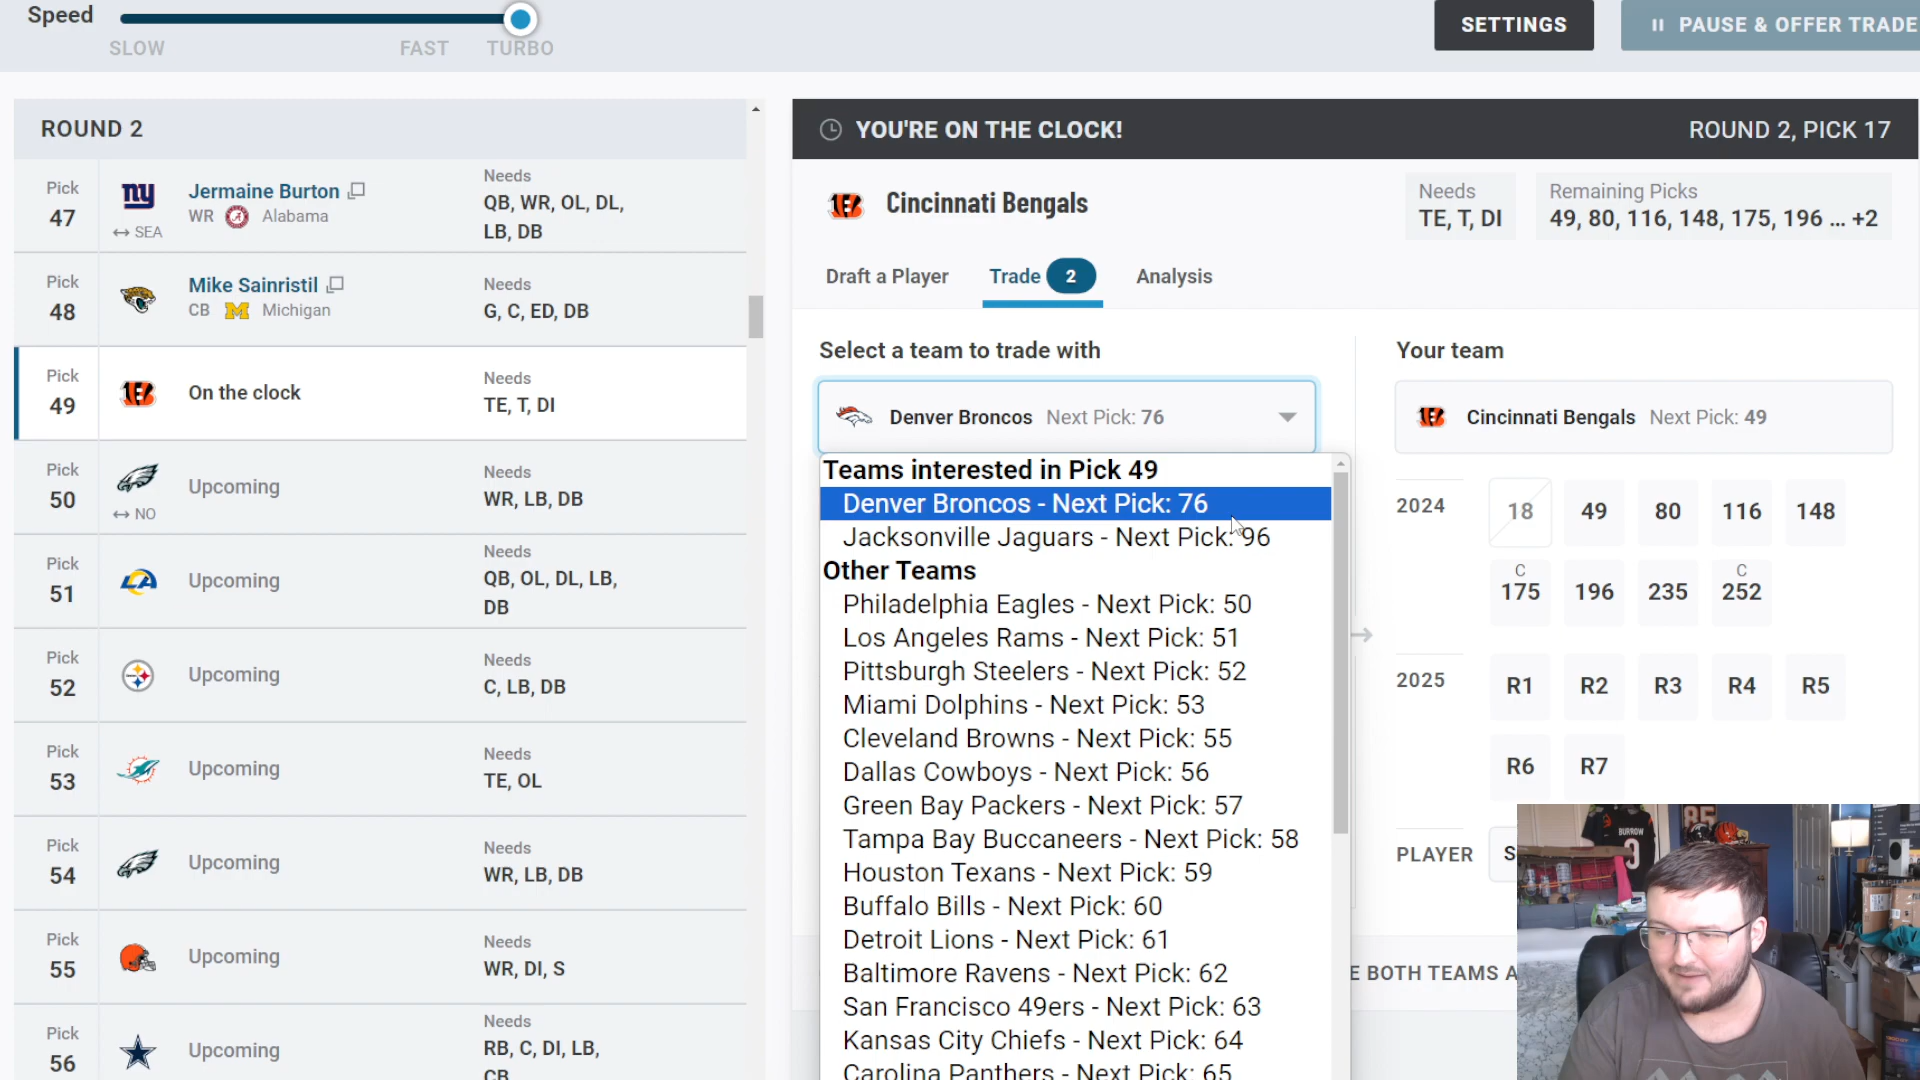 Speed
SLOW
FAST
TURBO
SETTINGS
PAUSE & OFFER TRADE
ROUND 2
Pick
47
ny
SEA
Jermaine Burton
WR Alabama
Needs
QB, WR, OL, DL,
LB, DB
Pick
48
Mike Sainristil
CB M Michigan
Needs
G, C, ED, DB
Pick
49
On the clock
Needs
TE, T, DI
Pick
50
NO
Upcoming
Needs
WR, LB, DB
Pick
51
Upcoming
Needs
QB, OL, DL, LB,
DB
Pick
52
Upcoming
Needs
C, LB, DB
Pick
53
Upcoming
Needs
TE, OL
Pick
54
Upcoming
Needs
WR, LB, DB
Pick
55
Upcoming
Needs
WR, DI, S
Pick
56
Upcoming
Needs
RB, C, DI, LB,
CB
YOU'RE ON THE CLOCK!
ROUND 2, PICK 17
Cincinnati Bengals
Needs
TE, T, DI
Remaining Picks
49, 80, 116, 148, 175, 196 ... +2
Draft a Player
Trade 2
Analysis
Select a team to trade with
Denver Broncos Next Pick: 76
Teams interested in Pick 49
Denver Broncos - Next Pick: 76
Jacksonville Jaguars - Next Pick: 96
Other Teams
Philadelphia Eagles - Next Pick: 50
Los Angeles Rams - Next Pick: 51
Pittsburgh Steelers - Next Pick: 52
Miami Dolphins - Next Pick: 53
Cleveland Browns - Next Pick: 55
Dallas Cowboys - Next Pick: 56
Green Bay Packers - Next Pick: 57
Tampa Bay Buccaneers - Next Pick: 58
Houston Texans - Next Pick: 59
Buffalo Bills - Next Pick: 60
Detroit Lions - Next Pick: 61
Baltimore Ravens - Next Pick: 62
San Francisco 49ers - Next Pick: 63
Kansas City Chiefs - Next Pick: 64
Carolina Panthers - Next Pick: 65
Your team
Cincinnati Bengals Next Pick: 49
2024
18 49 80 116 148
C C
175 196 235 252
2025
R1 R2 R3 R4 R5
R6 R7
PLAYER
S
E BOTH TEAMS A
BURROW
9
85